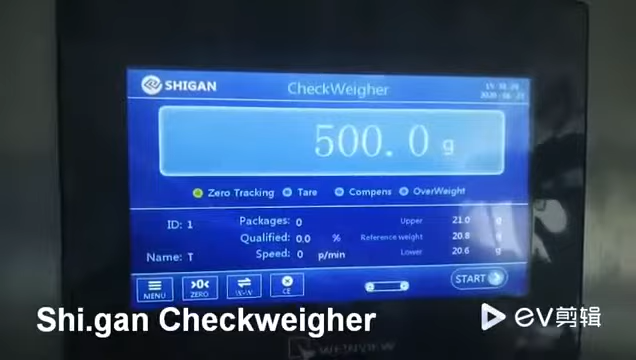 SHIGAN
CheckWeigher
500.0 g
Zero Tracking Tare Compens OverWeight
ID: 1
Name: T
Packages: 0
Qualified: 0.0 %
Speed: 0 p/min
Upper 21.0 g
Reference weight 20.8 g
Lower 20.6 g
MENU
>0<
ZERO
W-W
CE
START
Shi.gan Checkweigher
eV剪辑
WEINVIEW